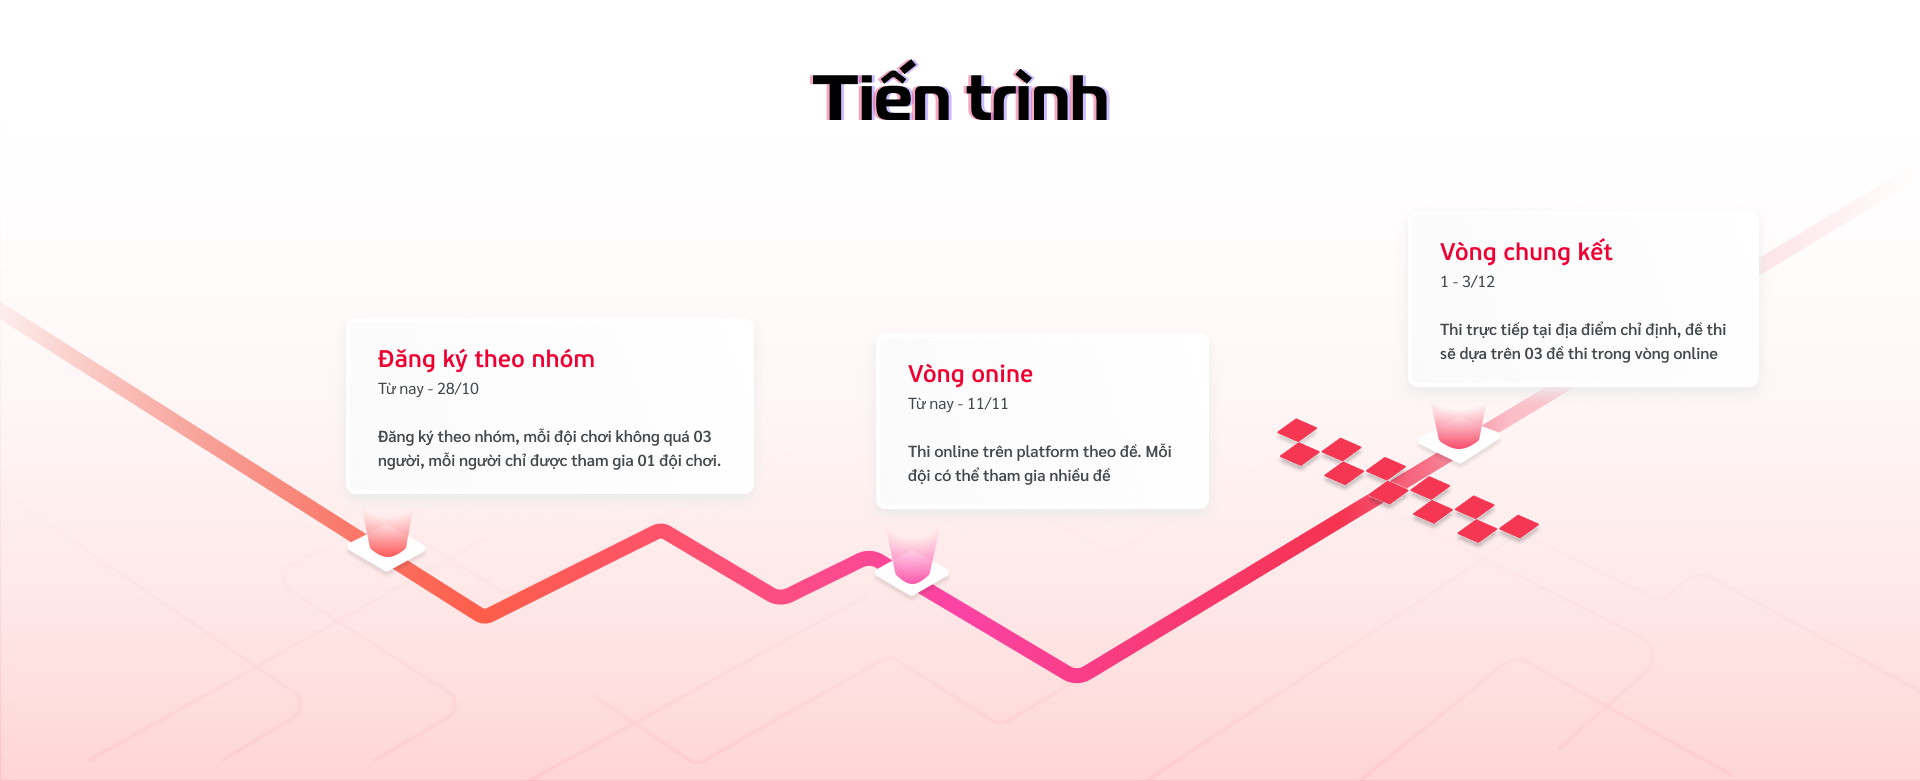 Tiến trình
Đăng ký theo nhóm
Từ nay - 28/10
Đăng ký theo nhóm, mỗi đội chơi không quá 03
người, mỗi người chỉ được tham gia 01 đội chơi.
Vòng onine
Từ nay - 11/11
Thi online trên platform theo đề. Mỗi
đội có thể tham gia nhiều đề
Vòng chung kết
1 - 3/12
Thi trực tiếp tại địa điểm chỉ định, đề thi
sẽ dựa trên 03 đề thi trong vòng online